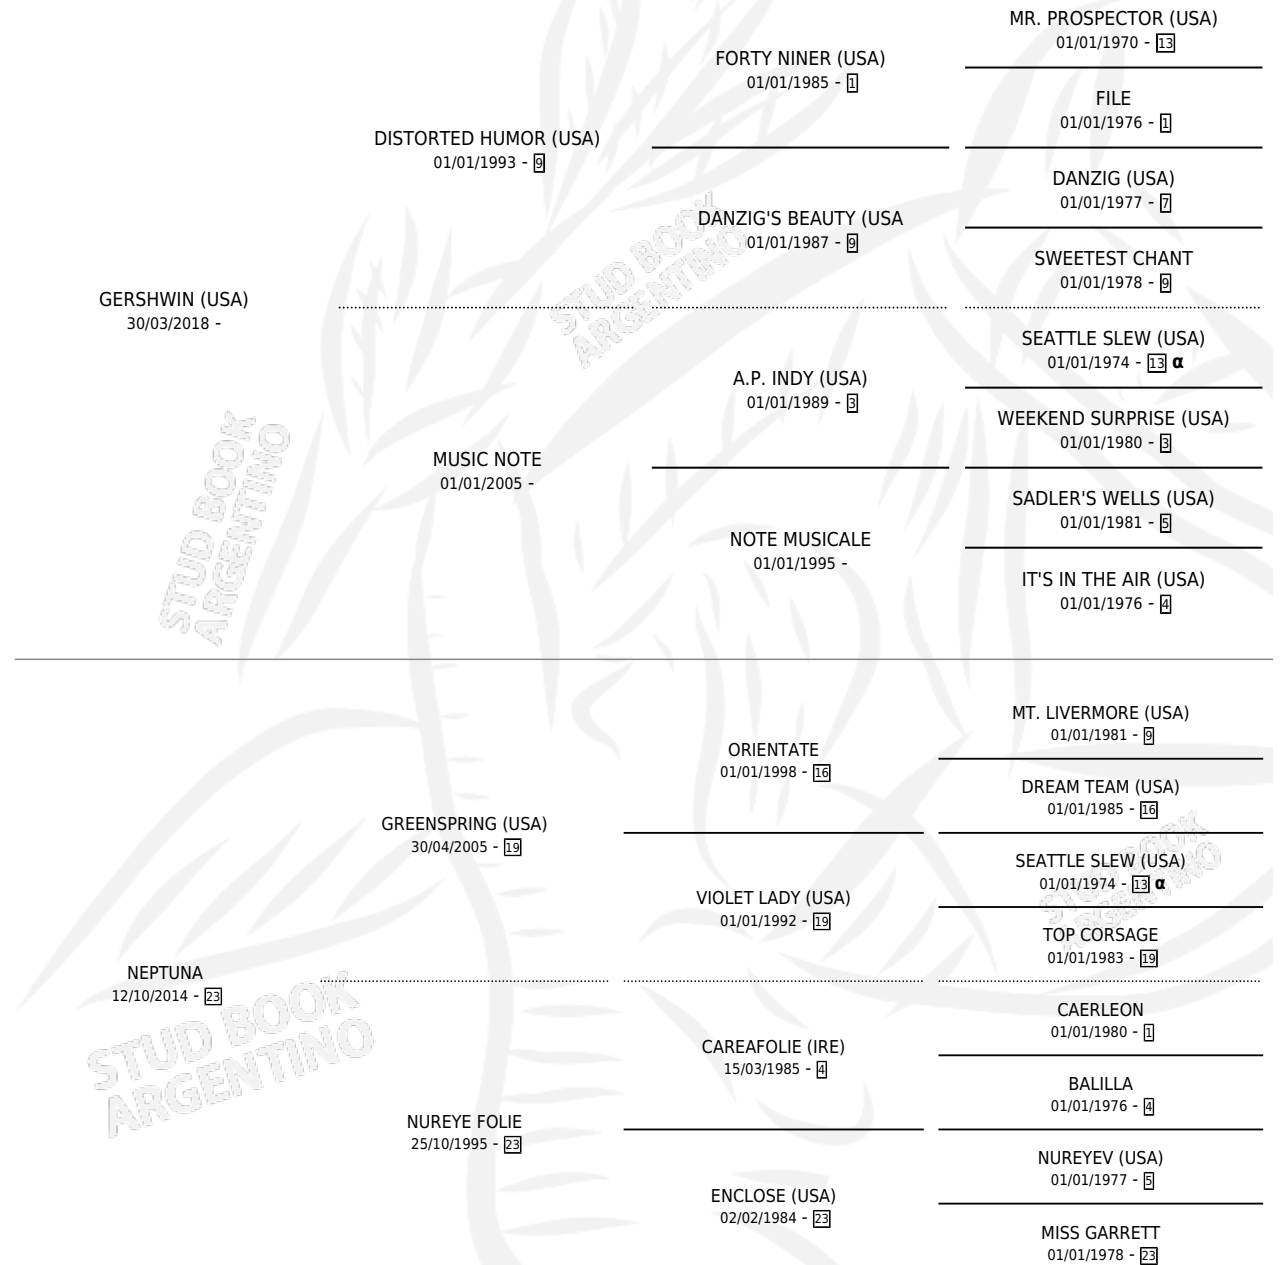 MR. PROSPECTOR (USA)
01/01/1970 - 13
FORTY NINER (USA)
01/01/1985 - 1
FILE
01/01/1976 - 1
DISTORTED HUMOR (USA)
01/01/1993 - 9
DANZIG (USA)
01/01/1977 - 7
DANZIG'S BEAUTY (USA
01/01/1987 - 9
SWEETEST CHANT
01/01/1978 - 9
STUD BOOK
ARGENTINO
GERSHWIN (USA)
30/03/2018 -
SEATTLE SLEW (USA)
01/01/1974 - 13 α
A.P. INDY (USA)
01/01/1989 - 3
WEEKEND SURPRISE (USA)
01/01/1980 - 3
MUSIC NOTE
01/01/2005 -
SADLER'S WELLS (USA)
01/01/1981 - 5
NOTE MUSICALE
01/01/1995 -
IT'S IN THE AIR (USA)
01/01/1976 - 4
STUD BOOK
ARGENTINO
MT. LIVERMORE (USA)
01/01/1981 - 9
ORIENTATE
01/01/1998 - 16
DREAM TEAM (USA)
01/01/1985 - 16
GREENSPRING (USA)
30/04/2005 - 19
SEATTLE SLEW (USA)
01/01/1974 - 13 α
VIOLET LADY (USA)
01/01/1992 - 19
TOP CORSAGE
01/01/1983 - 19
STUD BOOK
ARGENTINO
NEPTUNA
12/10/2014 - 23
CAERLEON
01/01/1980 - 1
CAREAFOLIE (IRE)
15/03/1985 - 4
BALILLA
01/01/1976 - 4
STUD BOOK
ARGENTINO
NUREYE FOLIE
25/10/1995 - 23
NUREYEV (USA)
01/01/1977 - 5
ENCLOSE (USA)
02/02/1984 - 23
MISS GARRETT
01/01/1978 - 23